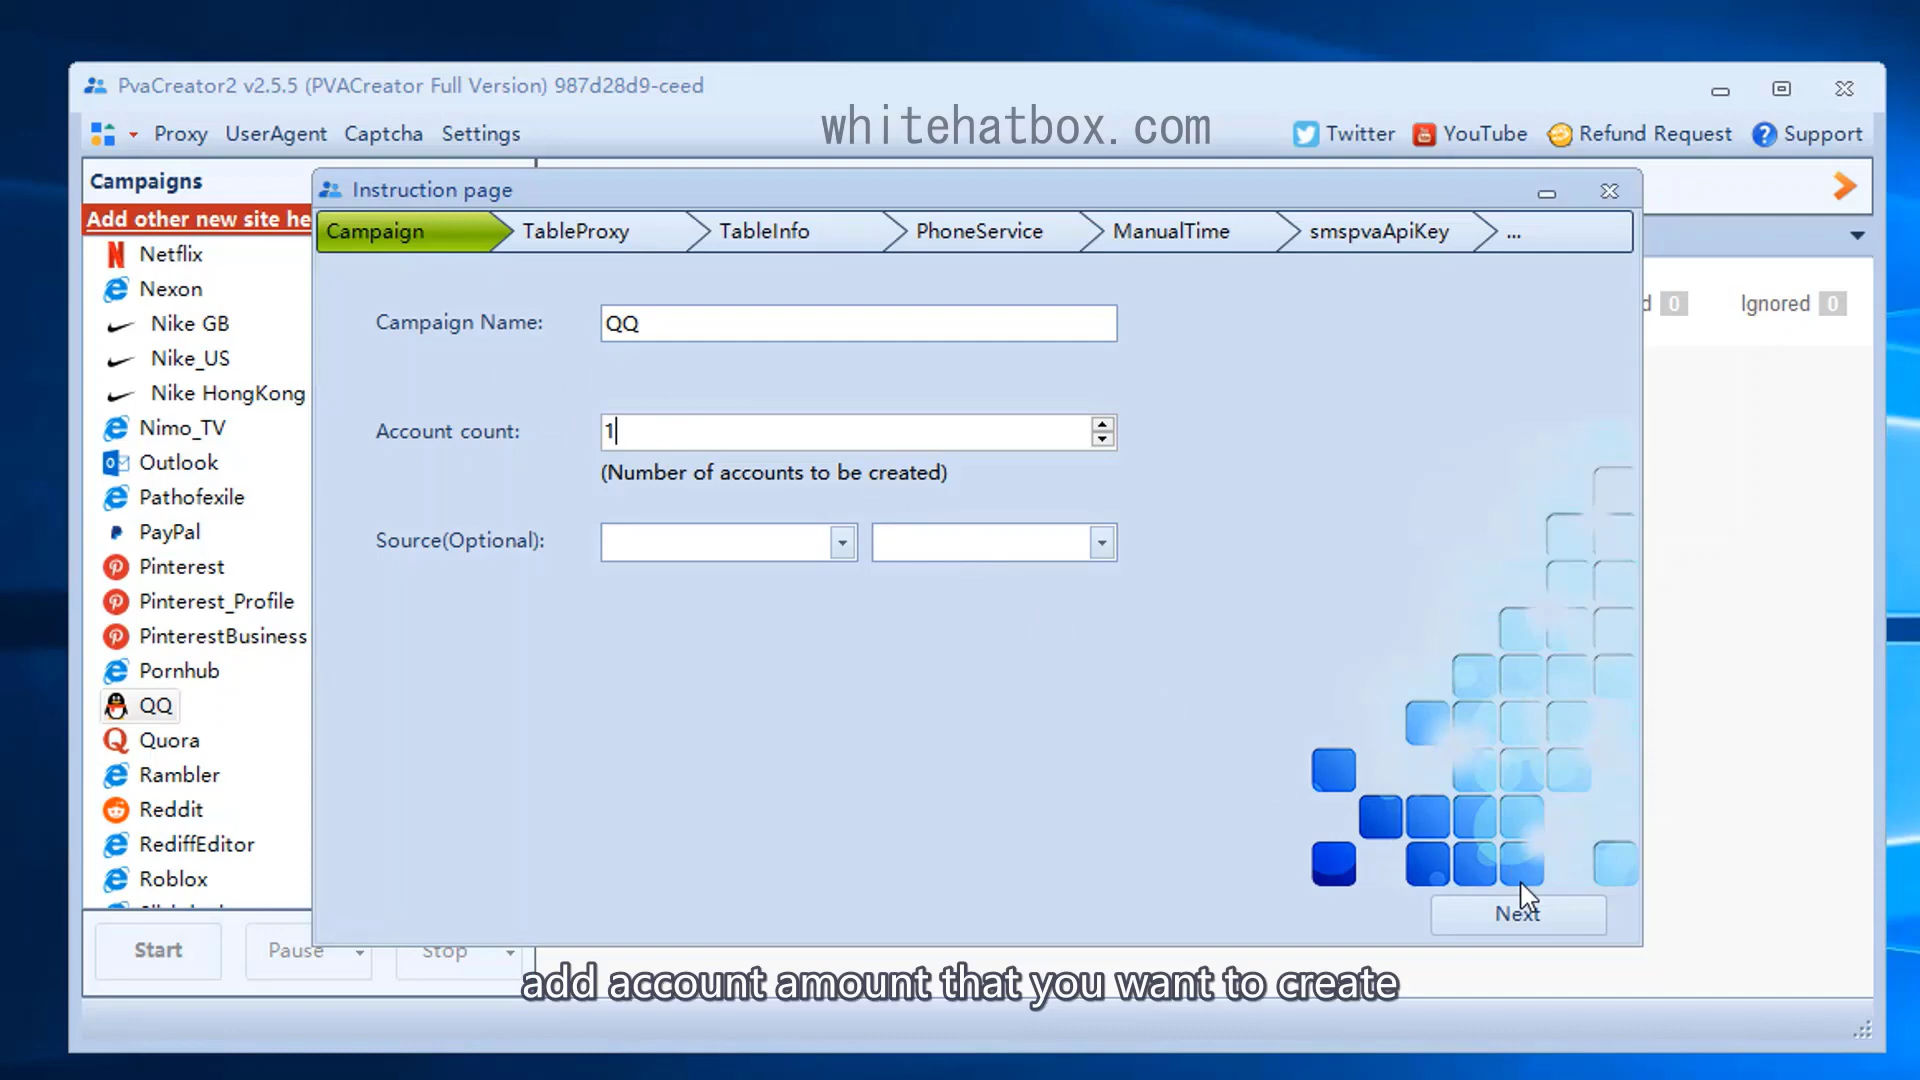 PvaCreator2 v2.5.5 (PVACreator Full Version) 987d28d9-ceed
Proxy UserAgent Captcha Settings
whitehatbox.com
Twitter YouTube Refund Request Support
Campaigns
Add other new site he
Netflix
Nexon
Nike GB
Nike_US
Nike HongKong
Nimo_TV
Outlook
Pathofexile
PayPal
Pinterest
Pinterest_Profile
PinterestBusiness
Pornhub
QQ
Quora
Rambler
Reddit
RediffEditor
Roblox
Instruction page
Campaign TableProxy TableInfo PhoneService ManualTime smspvaApiKey ...
Campaign Name: QQ
Account count: 1
(Number of accounts to be created)
Source(Optional):
Next
d 0 Ignored 0
Start Pause Stop
add account amount that you want to create